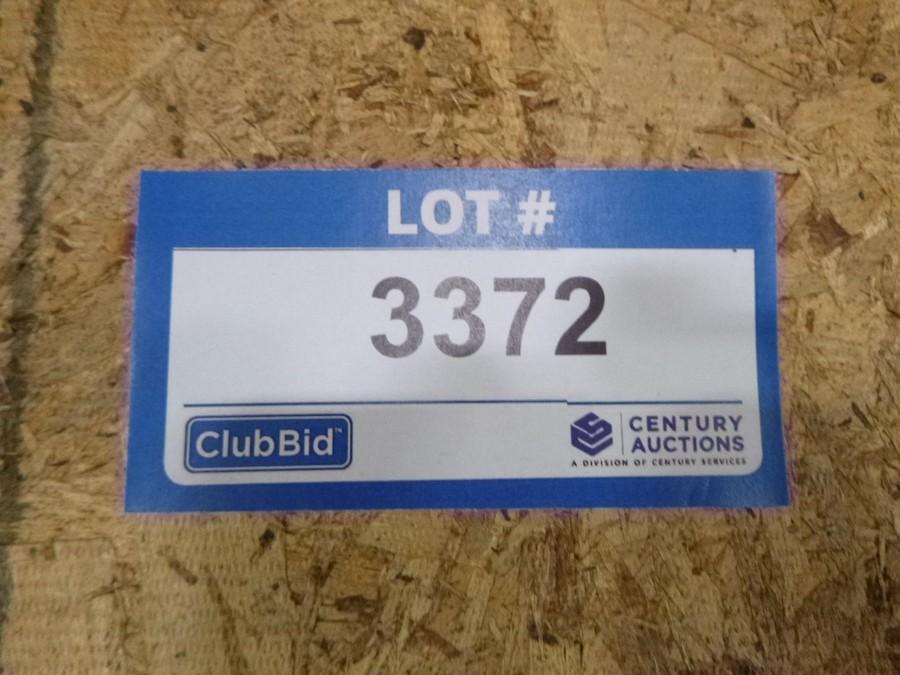 LOT #
3372
ClubBid™
CENTURY
AUCTIONS
A DIVISION OF CENTURY SERVICES